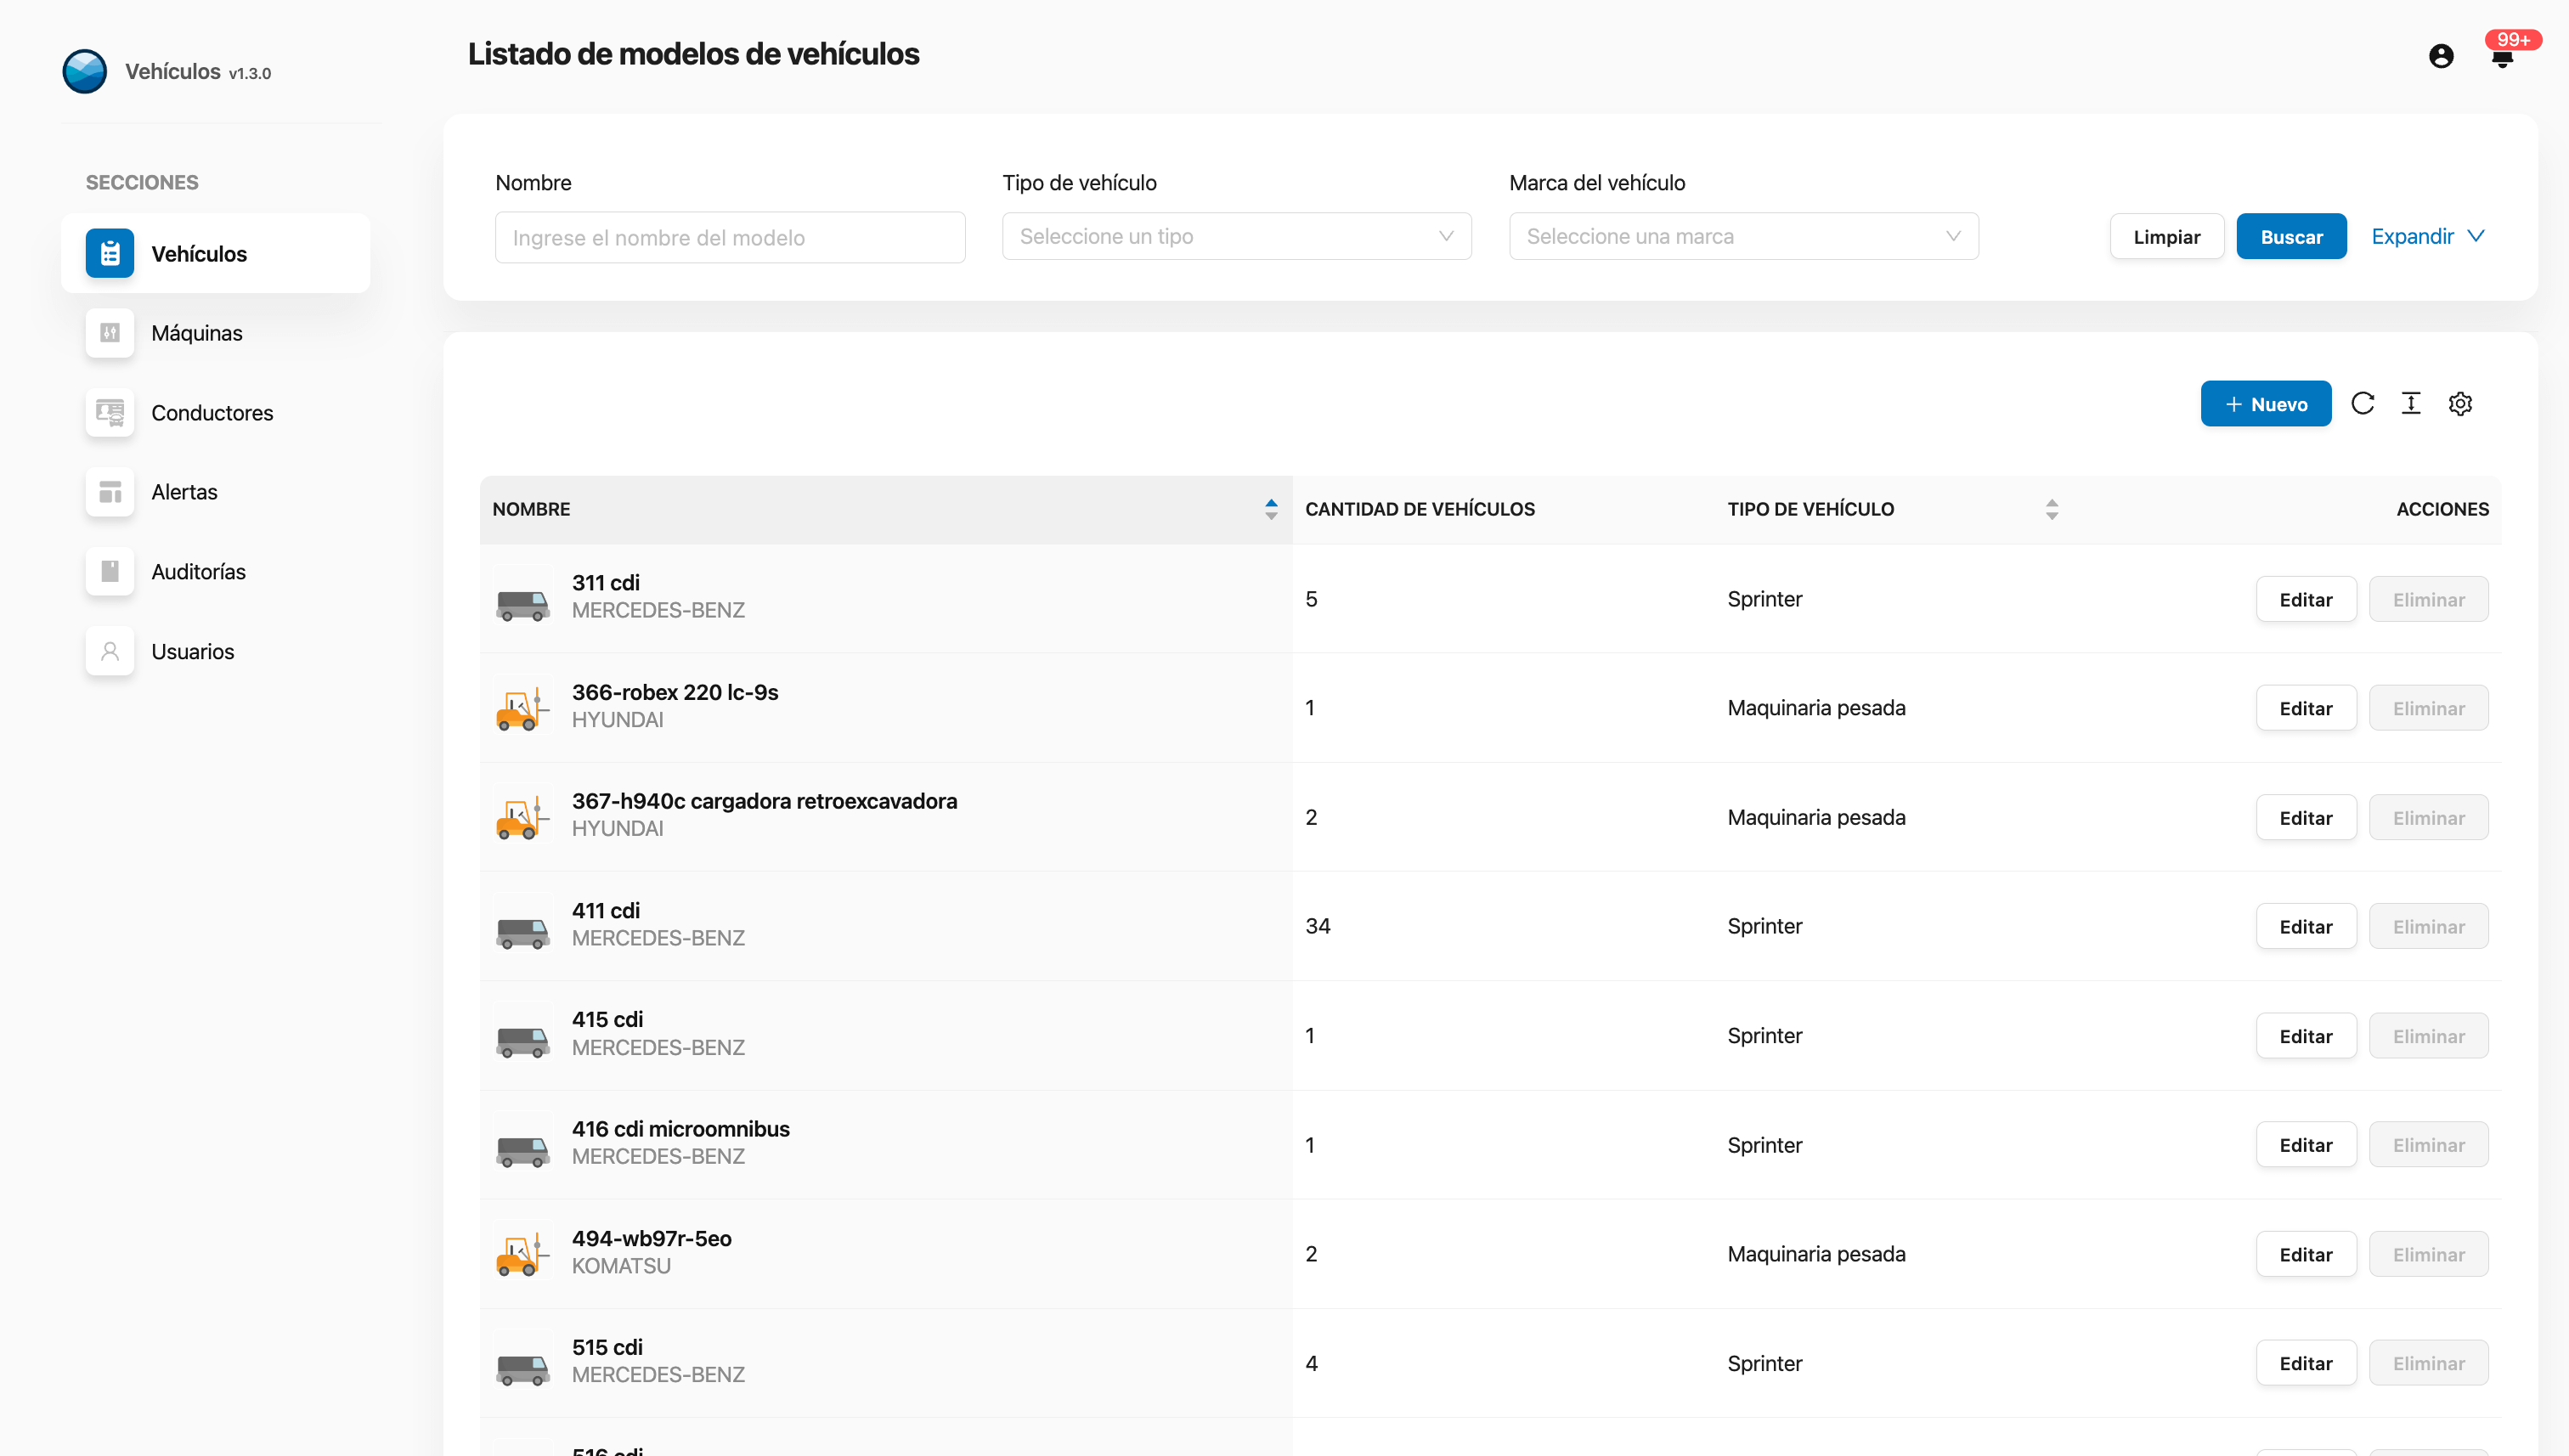 Vehículos v1.3.0
SECCIONES
Vehículos
Máquinas
Conductores
Alertas
Auditorías
Usuarios
Listado de modelos de vehículos
99+
Nombre
Tipo de vehículo
Marca del vehículo
Ingrese el nombre del modelo
Seleccione un tipo
Seleccione una marca
Limpiar
Buscar
Expandir
Nuevo
NOMBRE
CANTIDAD DE VEHÍCULOS
TIPO DE VEHÍCULO
ACCIONES
311 cdi
MERCEDES-BENZ
5
Sprinter
Editar
Eliminar
366-robex 220 lc-9s
HYUNDAI
1
Maquinaria pesada
Editar
Eliminar
367-h940c cargadora retroexcavadora
HYUNDAI
2
Maquinaria pesada
Editar
Eliminar
411 cdi
MERCEDES-BENZ
34
Sprinter
Editar
Eliminar
415 cdi
MERCEDES-BENZ
1
Sprinter
Editar
Eliminar
416 cdi microomnibus
MERCEDES-BENZ
1
Sprinter
Editar
Eliminar
494-wb97r-5eo
KOMATSU
2
Maquinaria pesada
Editar
Eliminar
515 cdi
MERCEDES-BENZ
4
Sprinter
Editar
Eliminar
516 cdi